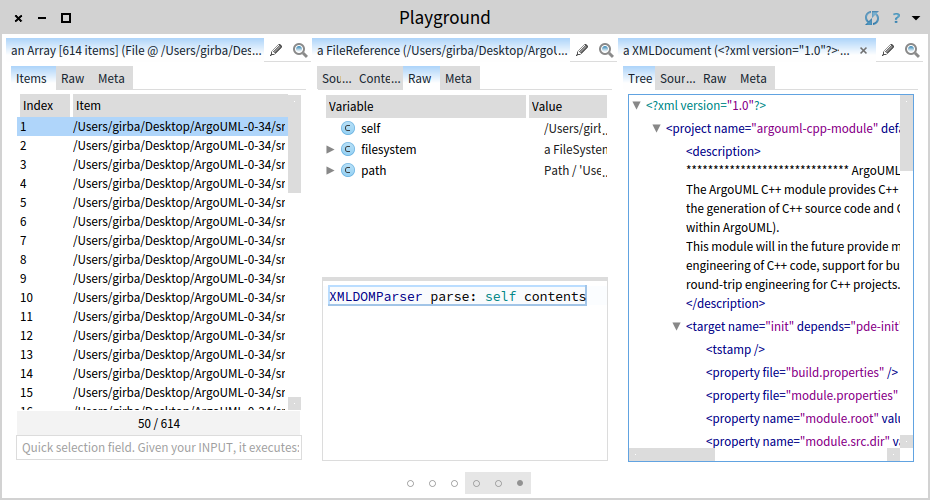 Playground
?
an Array [614 items] (File @ /Users/girba/Des...
Items Raw Meta
Index Item
1 /Users/girba/Desktop/ArgoUML-0-34/sr
2 /Users/girba/Desktop/ArgoUML-0-34/sr
3 /Users/girba/Desktop/ArgoUML-0-34/sr
4 /Users/girba/Desktop/ArgoUML-0-34/sr
5 /Users/girba/Desktop/ArgoUML-0-34/sr
6 /Users/girba/Desktop/ArgoUML-0-34/sr
7 /Users/girba/Desktop/ArgoUML-0-34/sr
8 /Users/girba/Desktop/ArgoUML-0-34/sr
9 /Users/girba/Desktop/ArgoUML-0-34/sr
10 /Users/girba/Desktop/ArgoUML-0-34/sr
11 /Users/girba/Desktop/ArgoUML-0-34/sr
12 /Users/girba/Desktop/ArgoUML-0-34/sr
13 /Users/girba/Desktop/ArgoUML-0-34/sr
14 /Users/girba/Desktop/ArgoUML-0-34/sr
15 /Users/girba/Desktop/ArgoUML-0-34/sr
50 / 614
Quick selection field. Given your INPUT, it executes:
a FileReference (/Users/girba/Desktop/ArgoU...
Sou... Conte... Raw Meta
Variable Value
C self /Users/girb...
C filesystem a FileSystem
C path Path / 'Use...
XMLDOMParser parse: self contents
a XMLDocument (<?xml version="1.0"?>...
Tree Sour... Raw Meta
<?xml version="1.0"?>
<project name="argouml-cpp-module" defa
<description>
***************************** ArgoUML
The ArgoUML C++ module provides C++
the generation of C++ source code and C
within ArgoUML).
This module will in the future provide m
engineering of C++ code, support for bu
round-trip engineering for C++ projects.
</description>
<target name="init" depends="pde-init
<tstamp />
<property file="build.properties" />
<property file="module.properties"
<property name="module.root" valu
<property name="module.src.dir" va